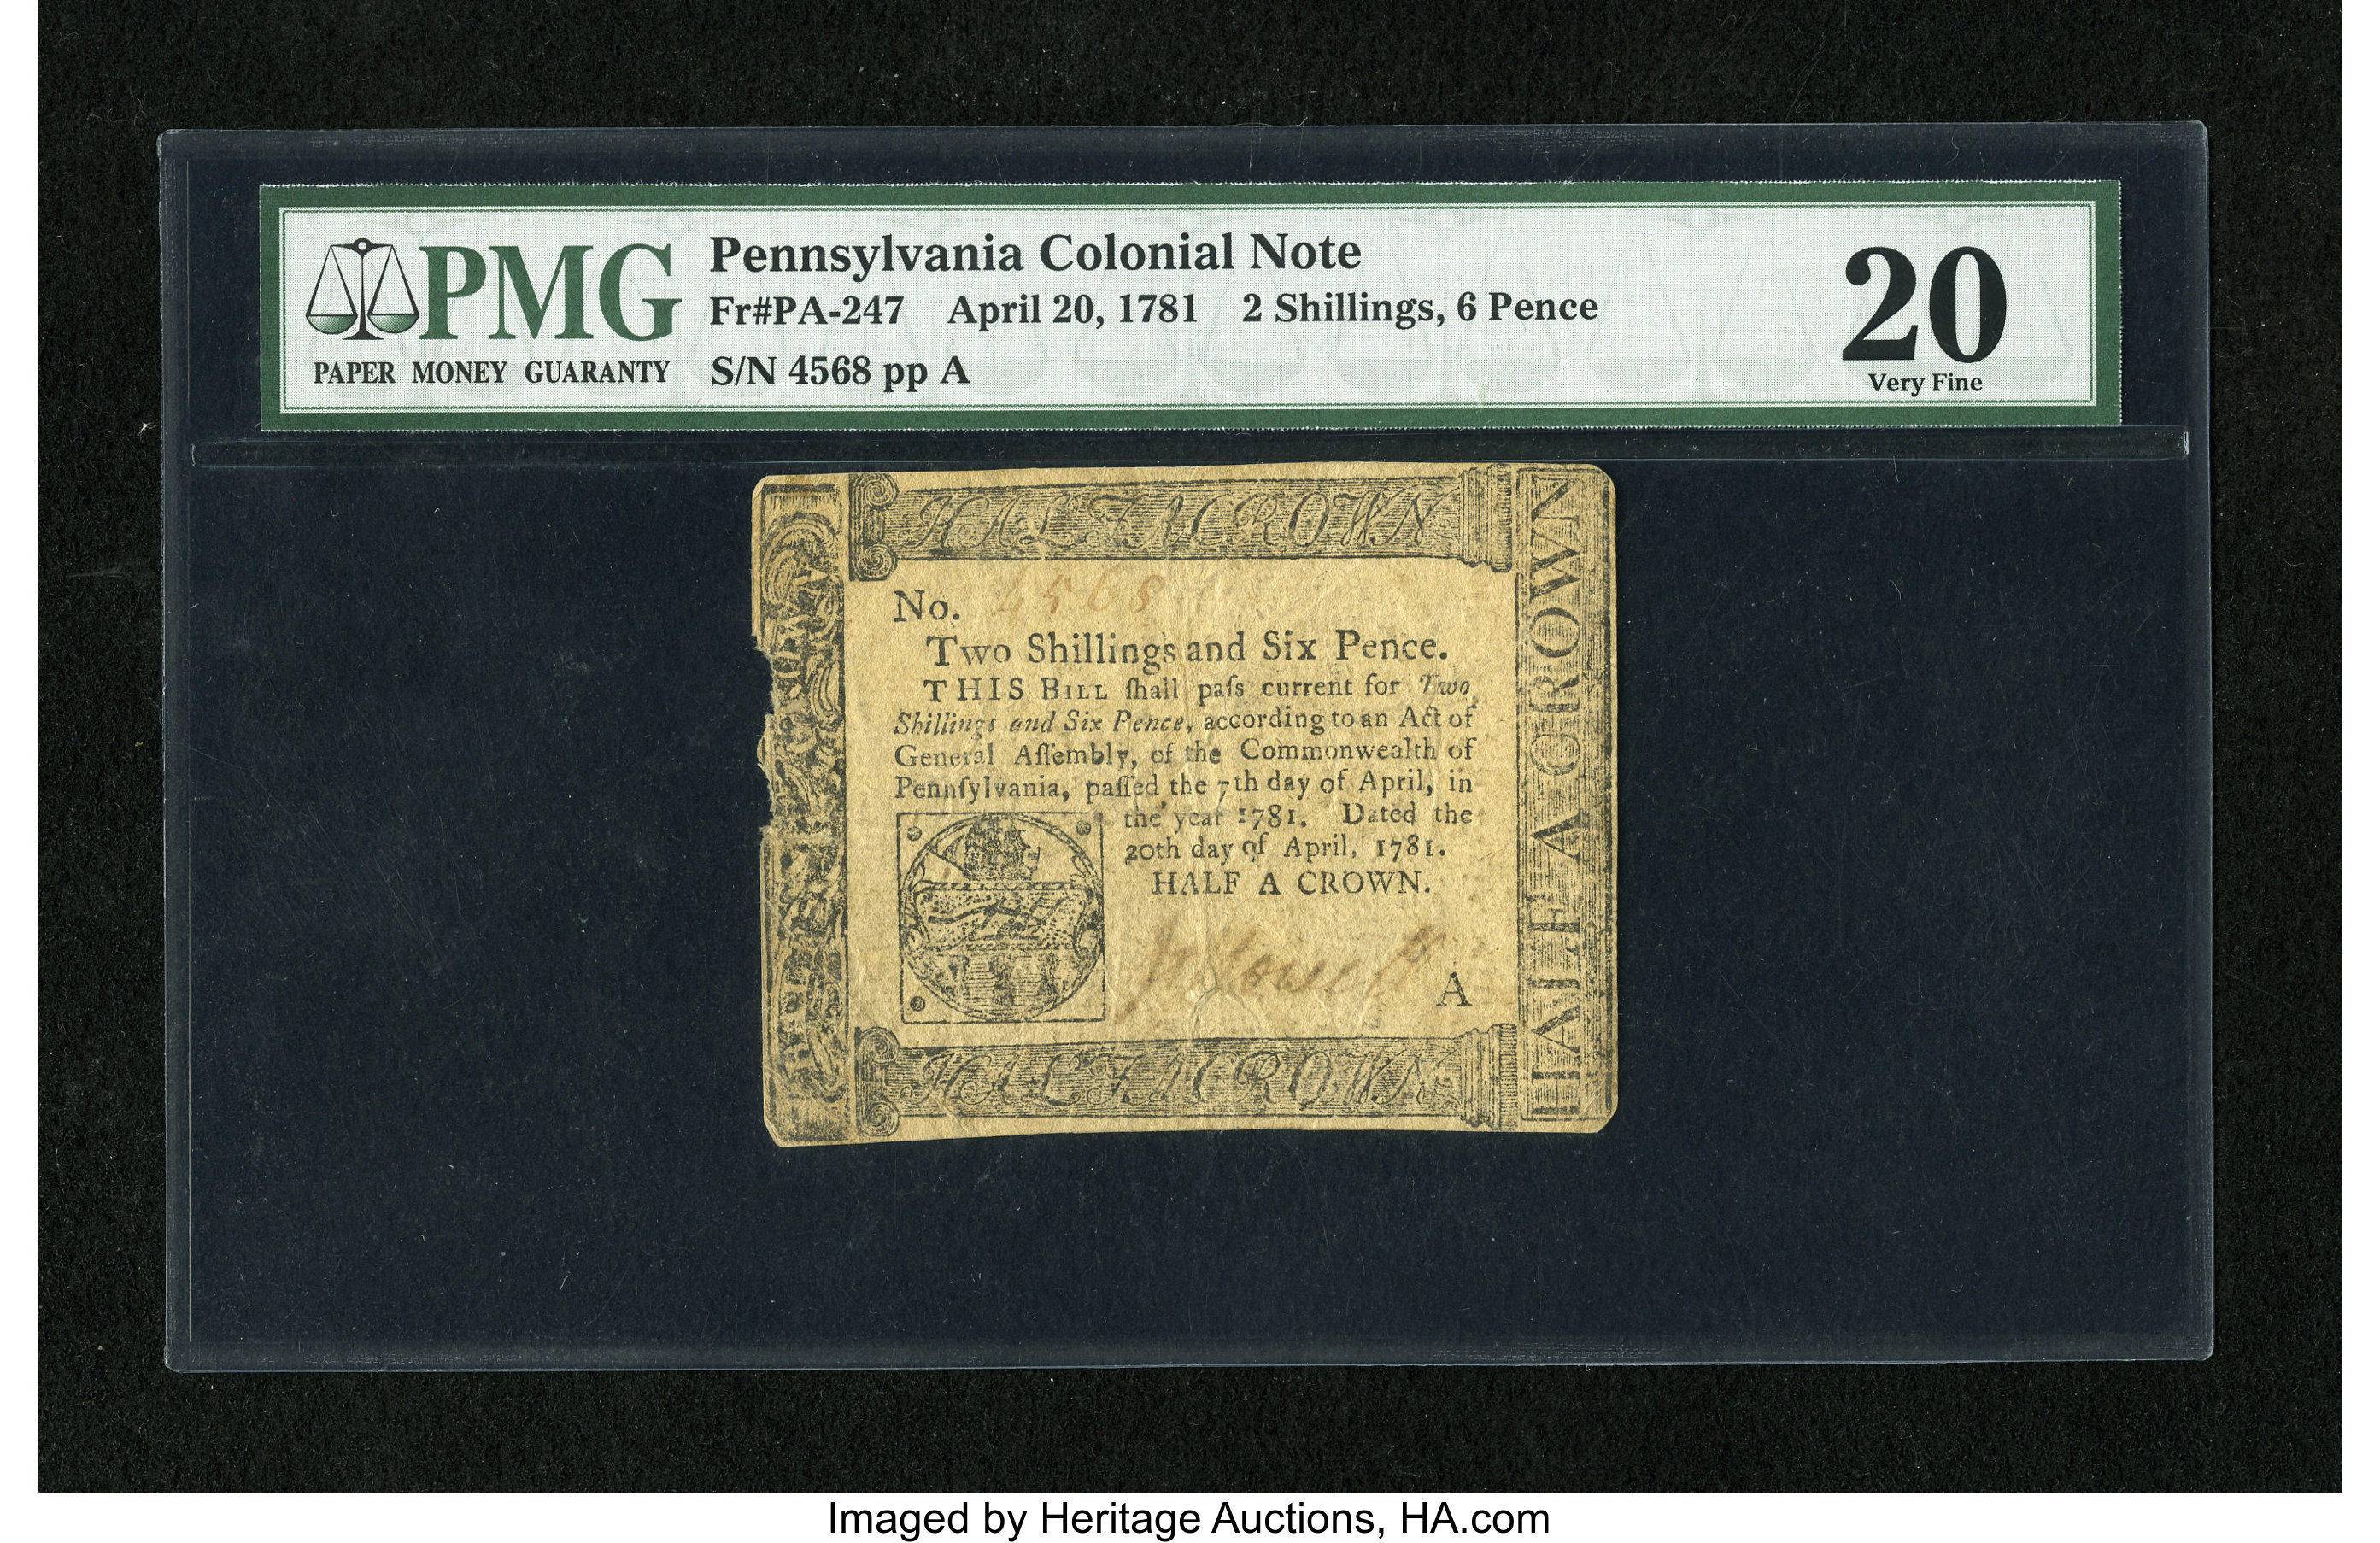 PMG
PAPER MONEY GUARANTY
Pennsylvania Colonial Note
Fr#PA-247 April 20, 1781 2 Shillings, 6 Pence
S/N 4568 pp A
20
Very Fine
HALF A CROWN
No. 4568
Two Shillings and Six Pence.
THIS BILL ſhall paſs current for Two
Shillings and Six Pence, according to an Act of
General Aſſembly, of the Commonwealth of
Pennſylvania, paſſed the 7th day of April, in
the year 1781. Dated the
20th day of April, 1781.
HALF A CROWN.
A
HALF A CROWN
HALF A CROWN
Imaged by Heritage Auctions, HA.com